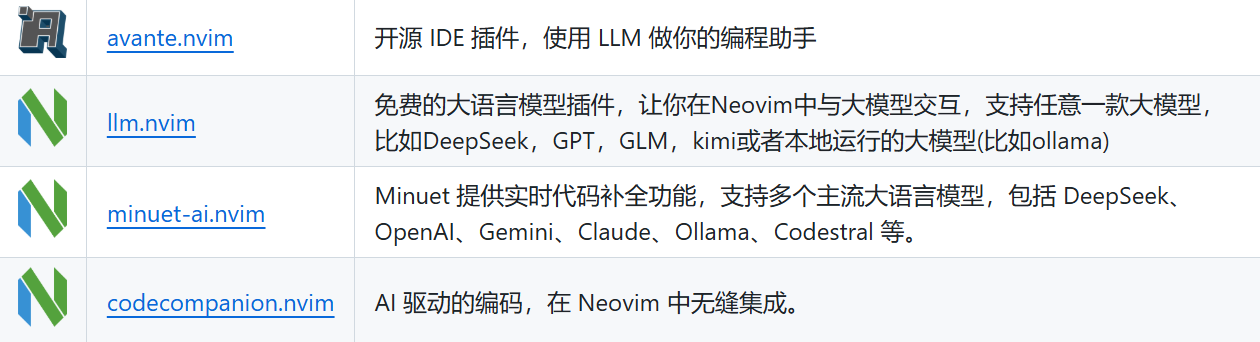 avante.nvim
开源 IDE 插件，使用 LLM 做你的编程助手
llm.nvim
免费的大语言模型插件，让你在Neovim中与大模型交互，支持任意一款大模型，
比如DeepSeek，GPT，GLM，kimi或者本地运行的大模型(比如ollama)
minuet-ai.nvim
Minuet 提供实时代码补全功能，支持多个主流大语言模型，包括 DeepSeek、
OpenAI、Gemini、Claude、Ollama、Codestral 等。
codecompanion.nvim
AI 驱动的编码，在 Neovim 中无缝集成。